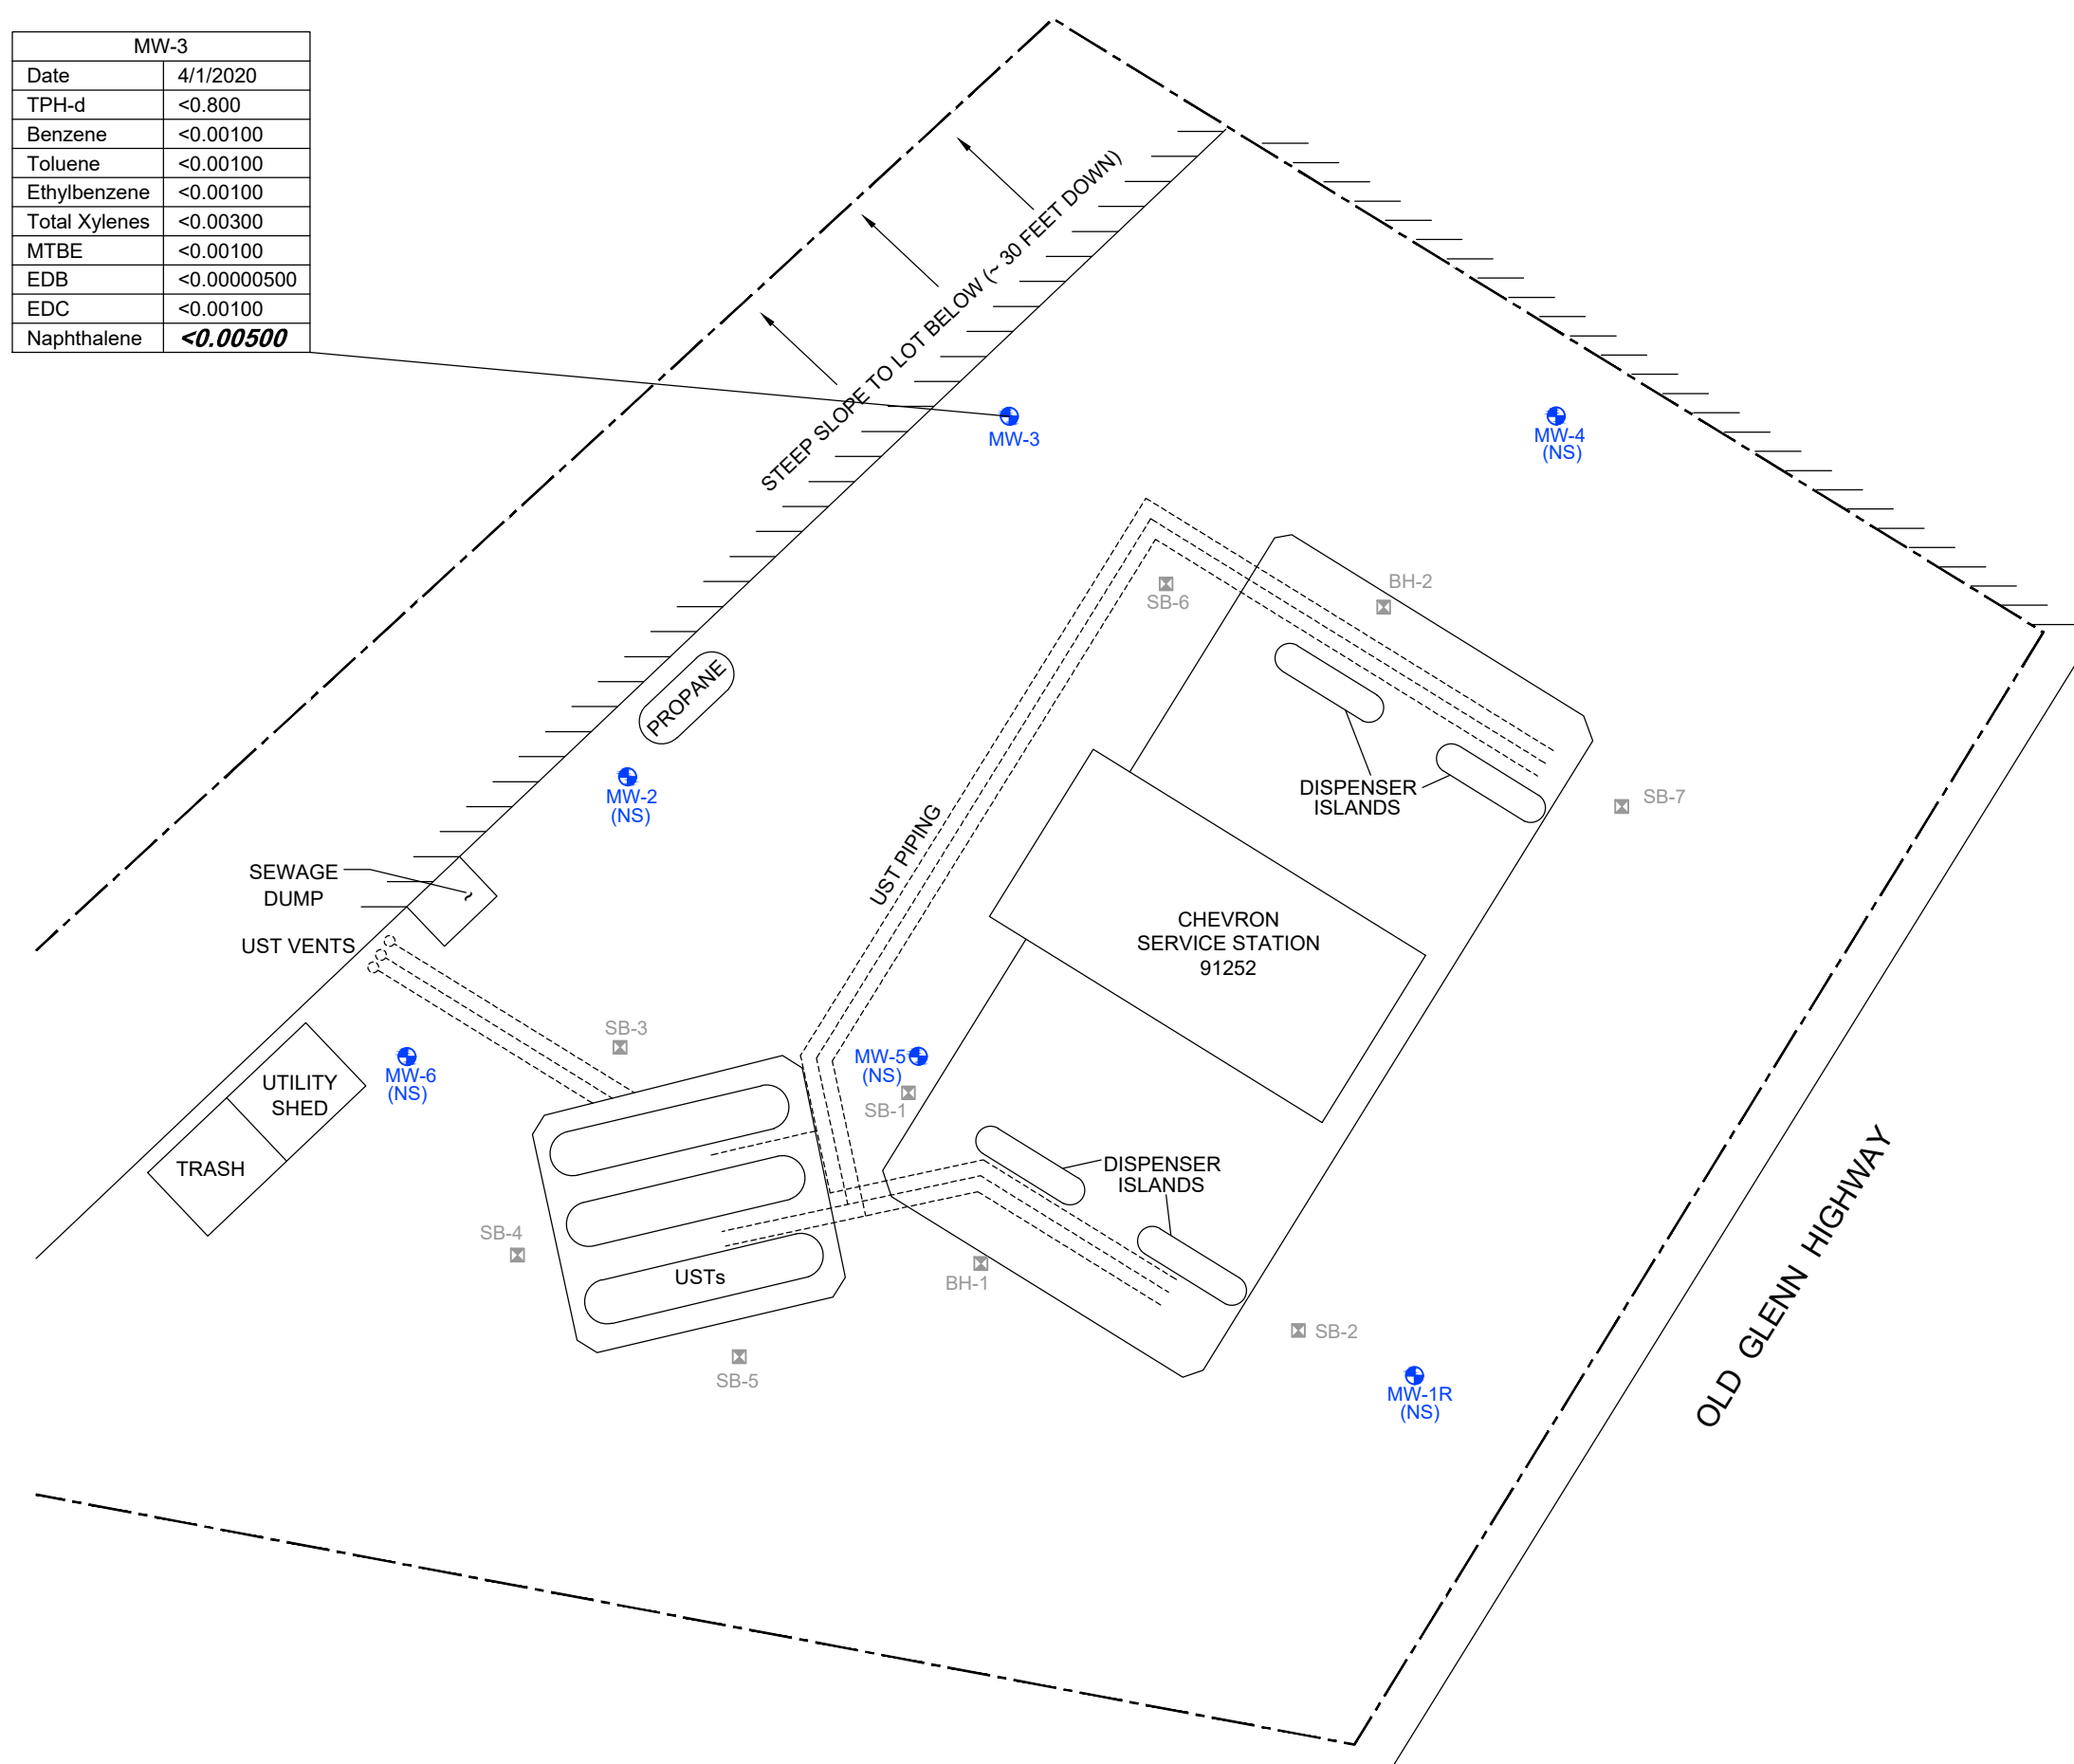 MW-3
Date 4/1/2020
TPH-d <0.800
Benzene <0.00100
Toluene <0.00100
Ethylbenzene <0.00100
Total Xylenes <0.00300
MTBE <0.00100
EDB <0.00000500
EDC <0.00100
Naphthalene <0.00500
STEEP SLOPE TO LOT BELOW (~ 30 FEET DOWN)
MW-3
MW-4
(NS)
SB-6
BH-2
PROPANE
MW-2
(NS)
DISPENSER
ISLANDS
SB-7
UST PIPING
SEWAGE
DUMP
~
UST VENTS
CHEVRON
SERVICE STATION
91252
SB-3
MW-5
(NS)
MW-6
(NS)
UTILITY
SHED
SB-1
TRASH
DISPENSER
ISLANDS
SB-4
USTs
BH-1
SB-2
SB-5
MW-1R
(NS)
OLD GLENN HIGHWAY